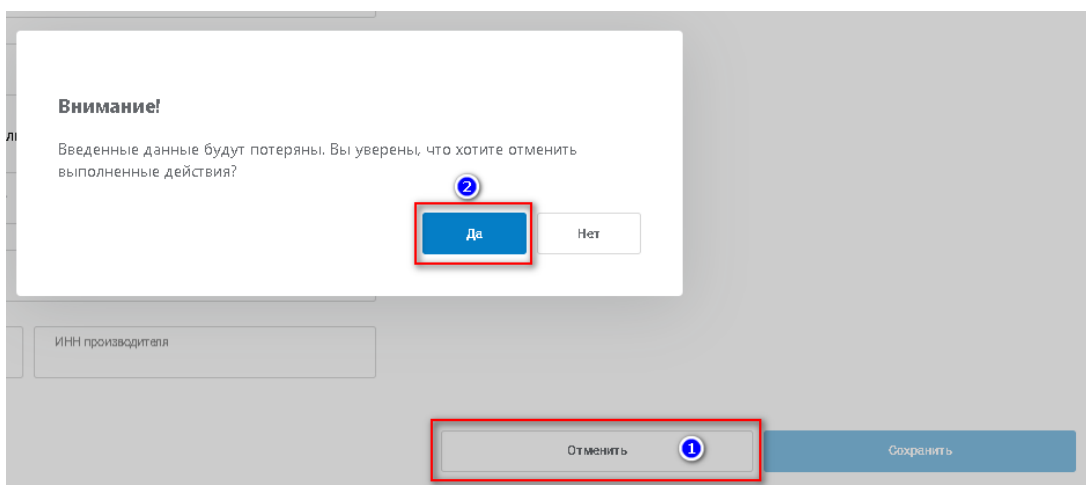 Внимание!
Введенные данные будут потеряны. Вы уверены, что хотите отменить
выполненные действия?
2
Да
Нет
ИНН производителя
Отменить
1
Сохранить